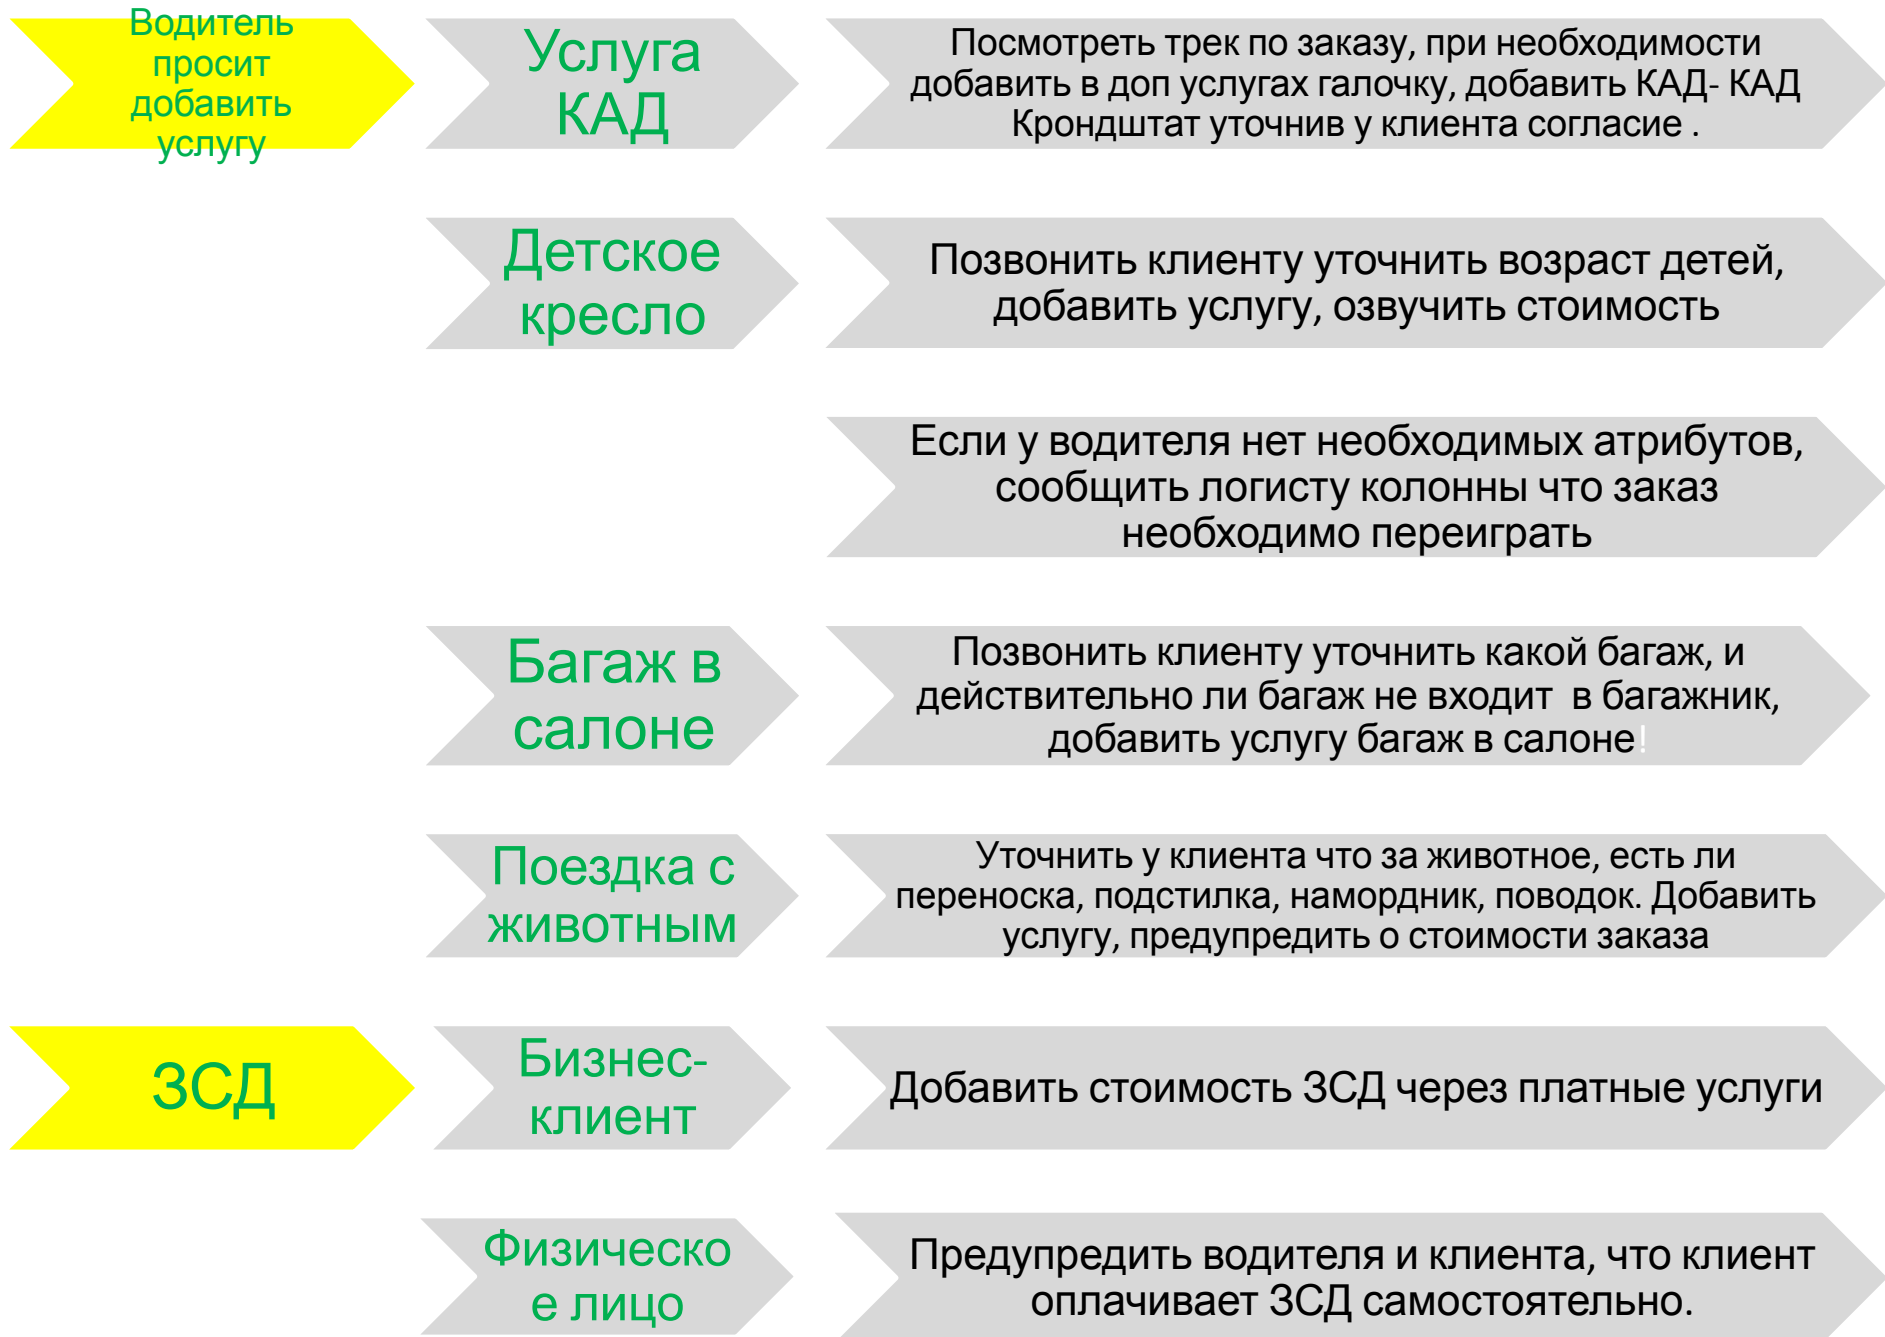 Водитель
просит
добавить
услугу
Услуга
КАД
Посмотреть трек по заказу, при необходимости
добавить в доп услугах галочку, добавить КАД- КАД
Крондштат уточнив у клиента согласие .
Детское
кресло
Позвонить клиенту уточнить возраст детей,
добавить услугу, озвучить стоимость
Если у водителя нет необходимых атрибутов,
сообщить логисту колонны что заказ
необходимо переиграть
Багаж в
салоне
Позвонить клиенту уточнить какой багаж, и
действительно ли багаж не входит  в багажник,
добавить услугу багаж в салоне!
Поездка с
животным
Уточнить у клиента что за животное, есть ли
переноска, подстилка, намордник, поводок. Добавить
услугу, предупредить о стоимости заказа
ЗСД
Бизнес-
клиент
Добавить стоимость ЗСД через платные услуги
Физическо
е лицо
Предупредить водителя и клиента, что клиент
оплачивает ЗСД самостоятельно.